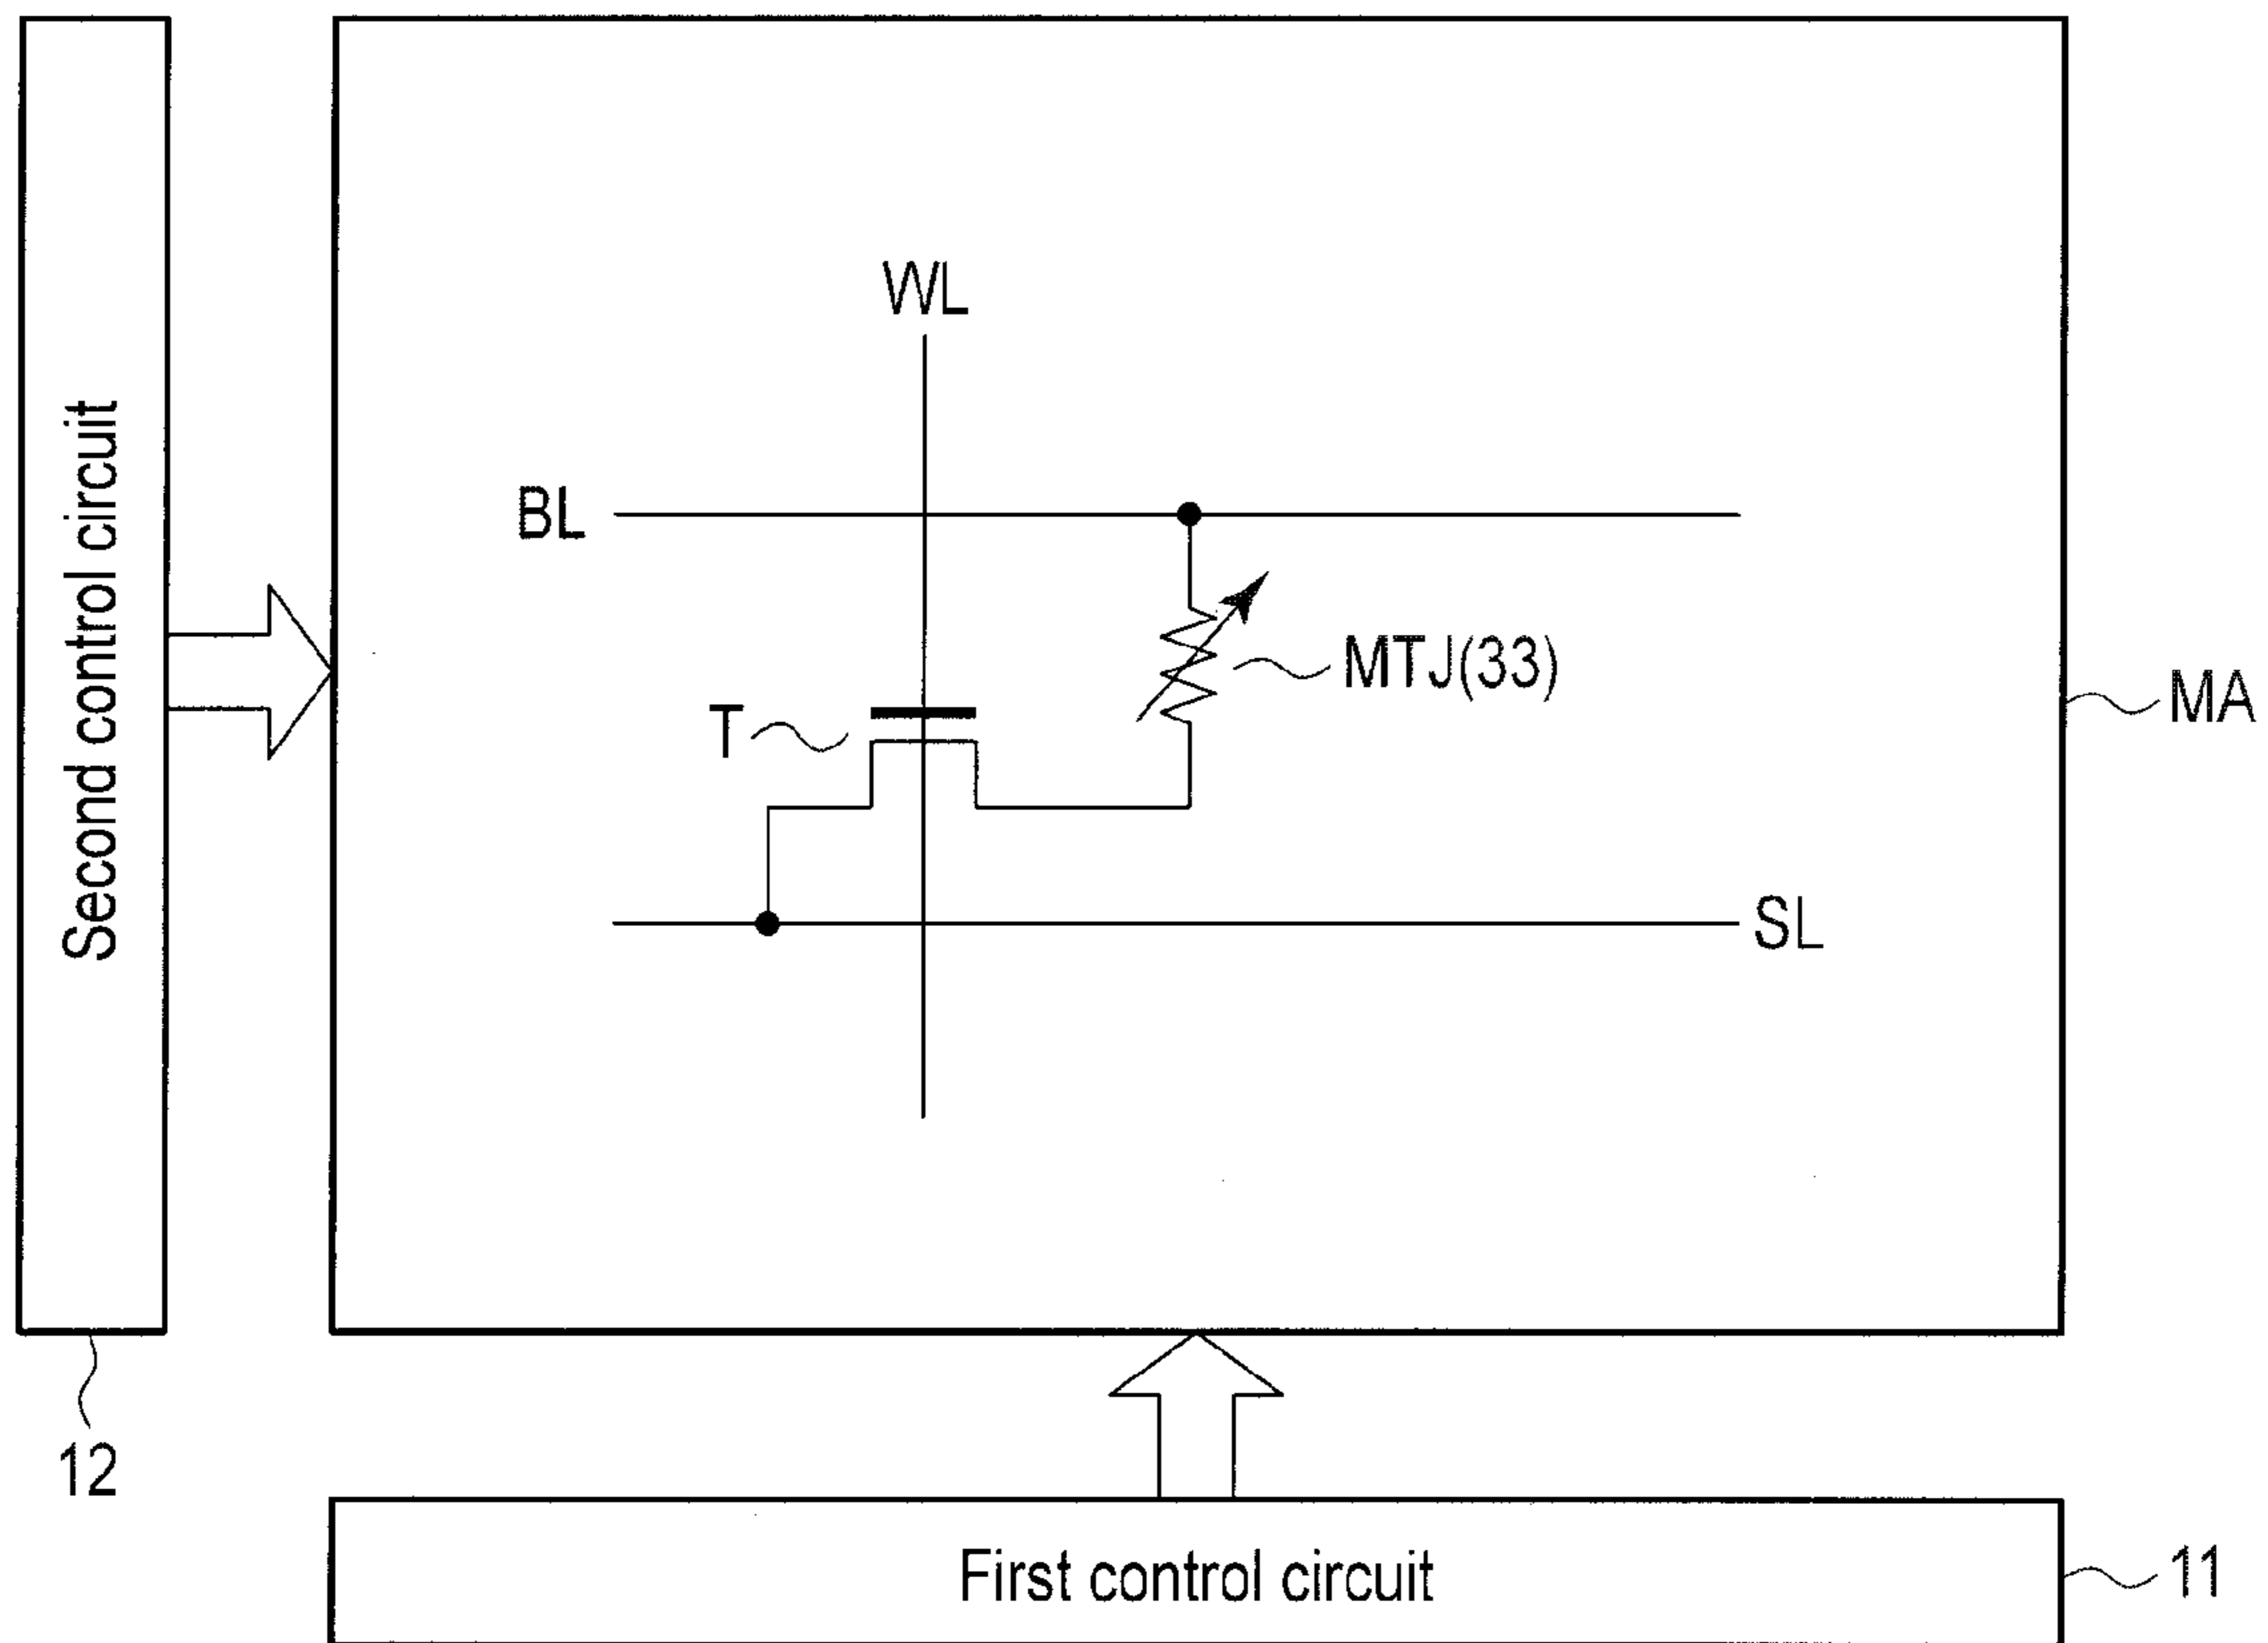 Second control circuit
WL
BL
MTJ(33)
T
MA
SL
12
First control circuit
11